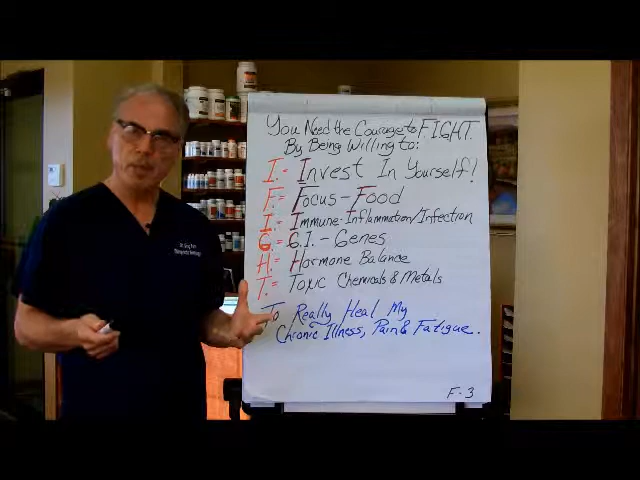 You Need the Courage to F.I.G.H.T.
By Being Willing to:
I. = Invest In Yourself!
F. = Focus - Food
I. = Immune-Inflammation/Infection
G. = G.I. - Genes
H. = Hormone Balance
T. = Toxic Chemicals & Metals
To Really Heal My
Chronic Illness, Pain & Fatigue.
F-3